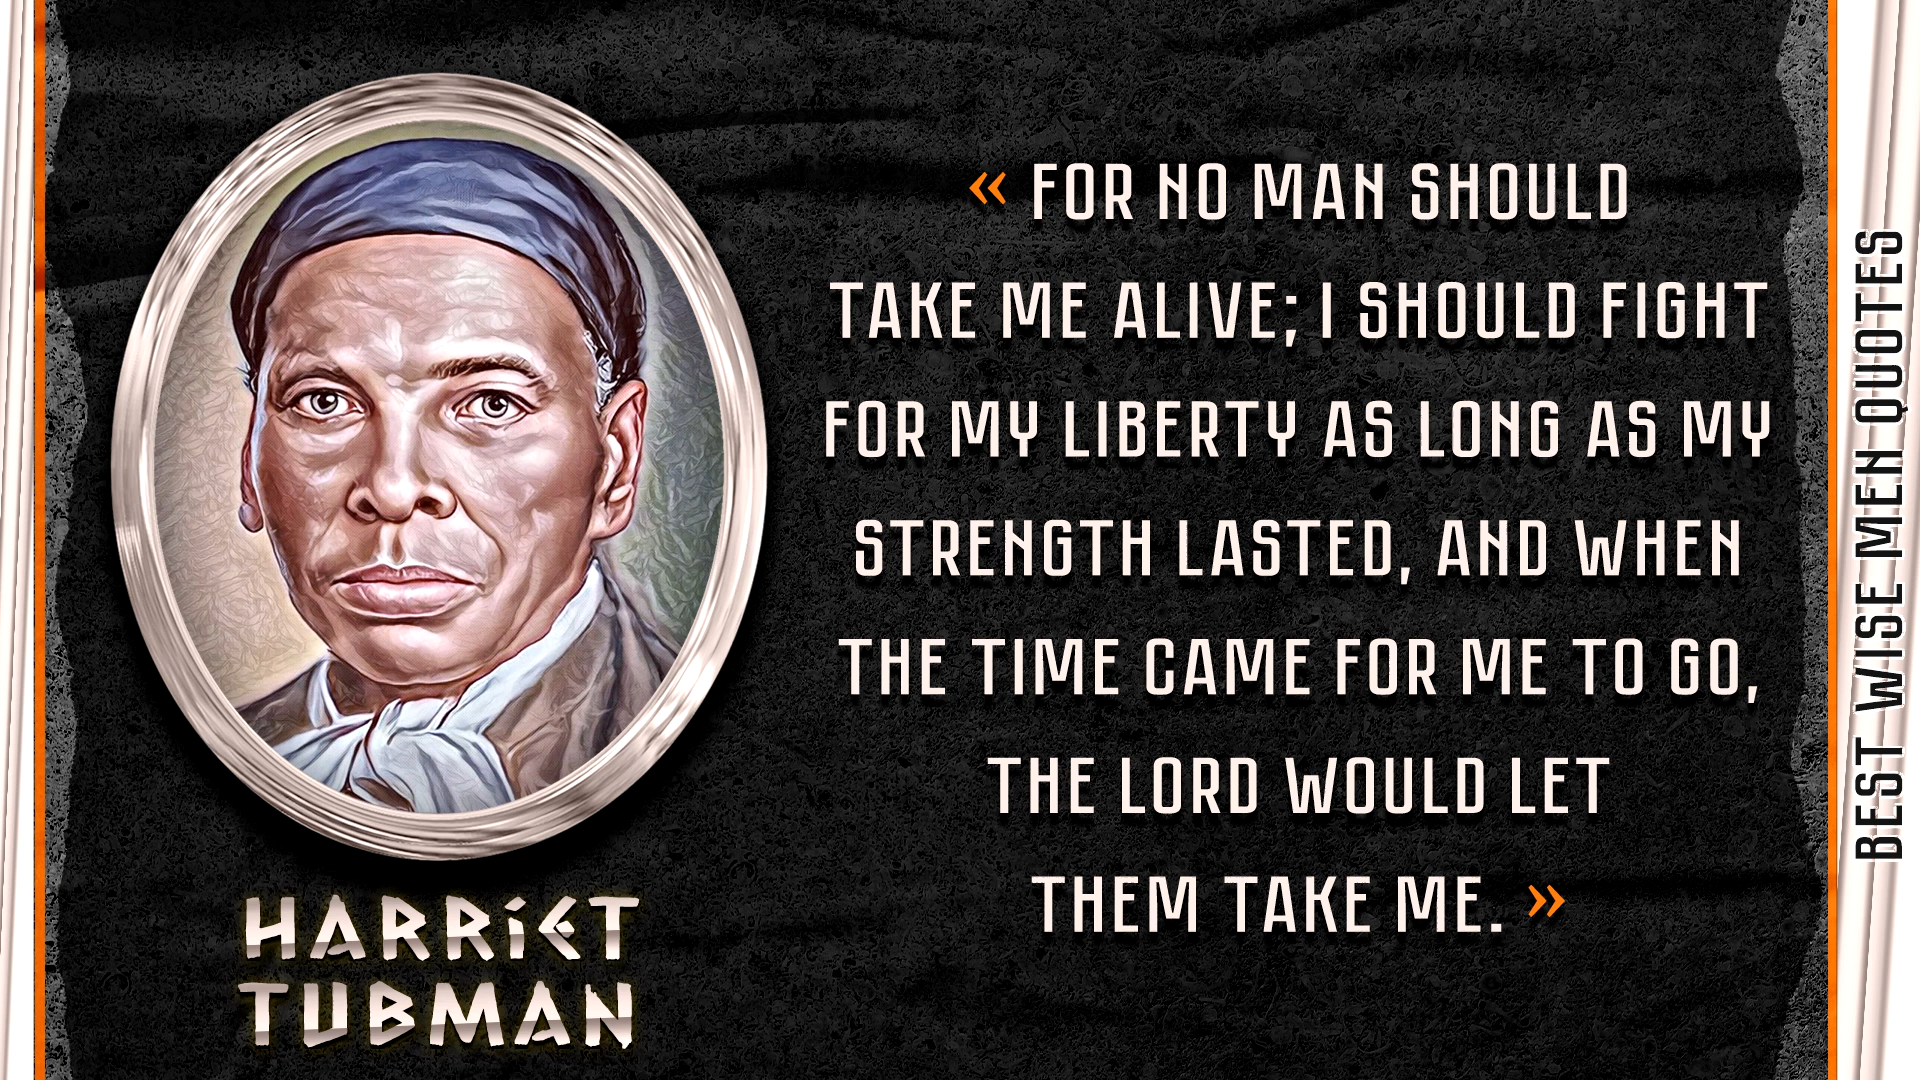 « FOR NO MAN SHOULD
TAKE ME ALIVE; I SHOULD FIGHT
FOR MY LIBERTY AS LONG AS MY
STRENGTH LASTED, AND WHEN
THE TIME CAME FOR ME TO GO,
THE LORD WOULD LET
THEM TAKE ME. »
HARRIET
TUBMAN
BEST WISE MEN QUOTES